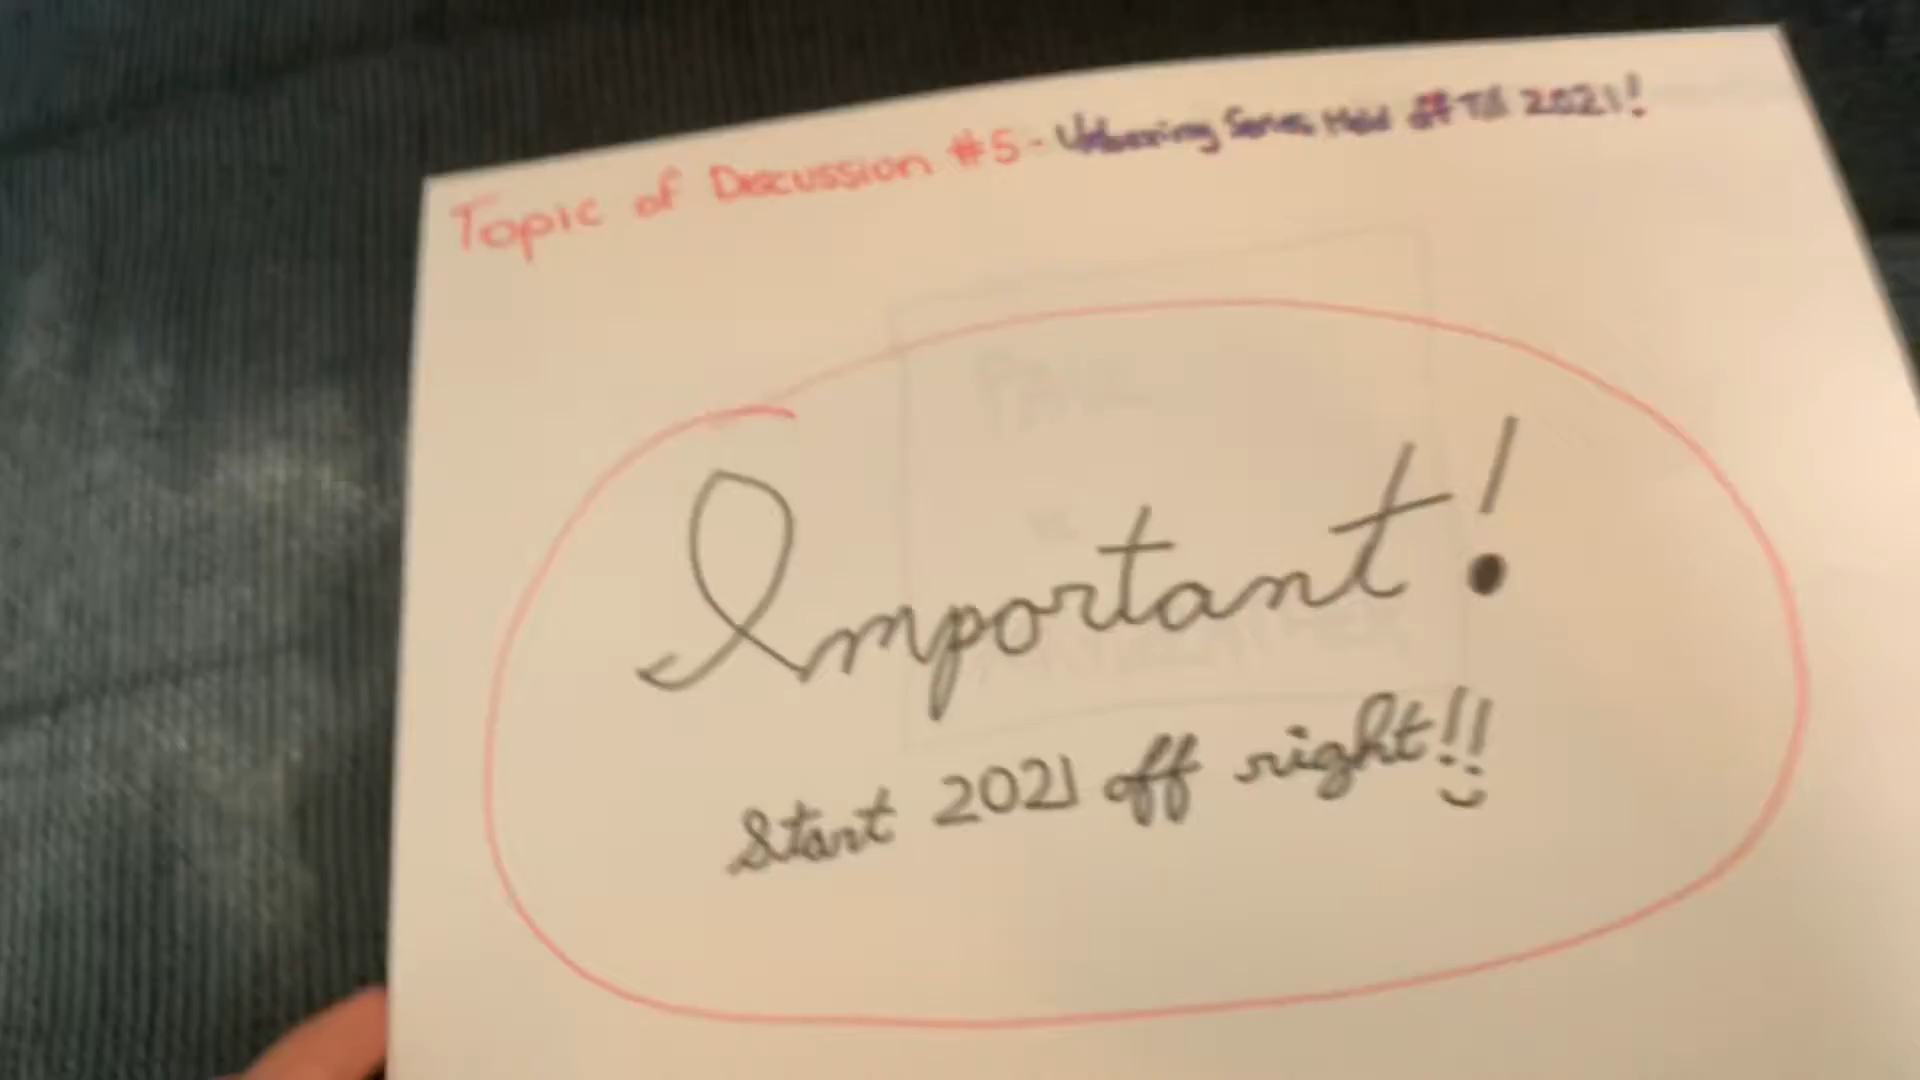 Topic of Discussion #5 - Unboxing Series Held off Till 2021!
Important!
Start 2021 off right!!